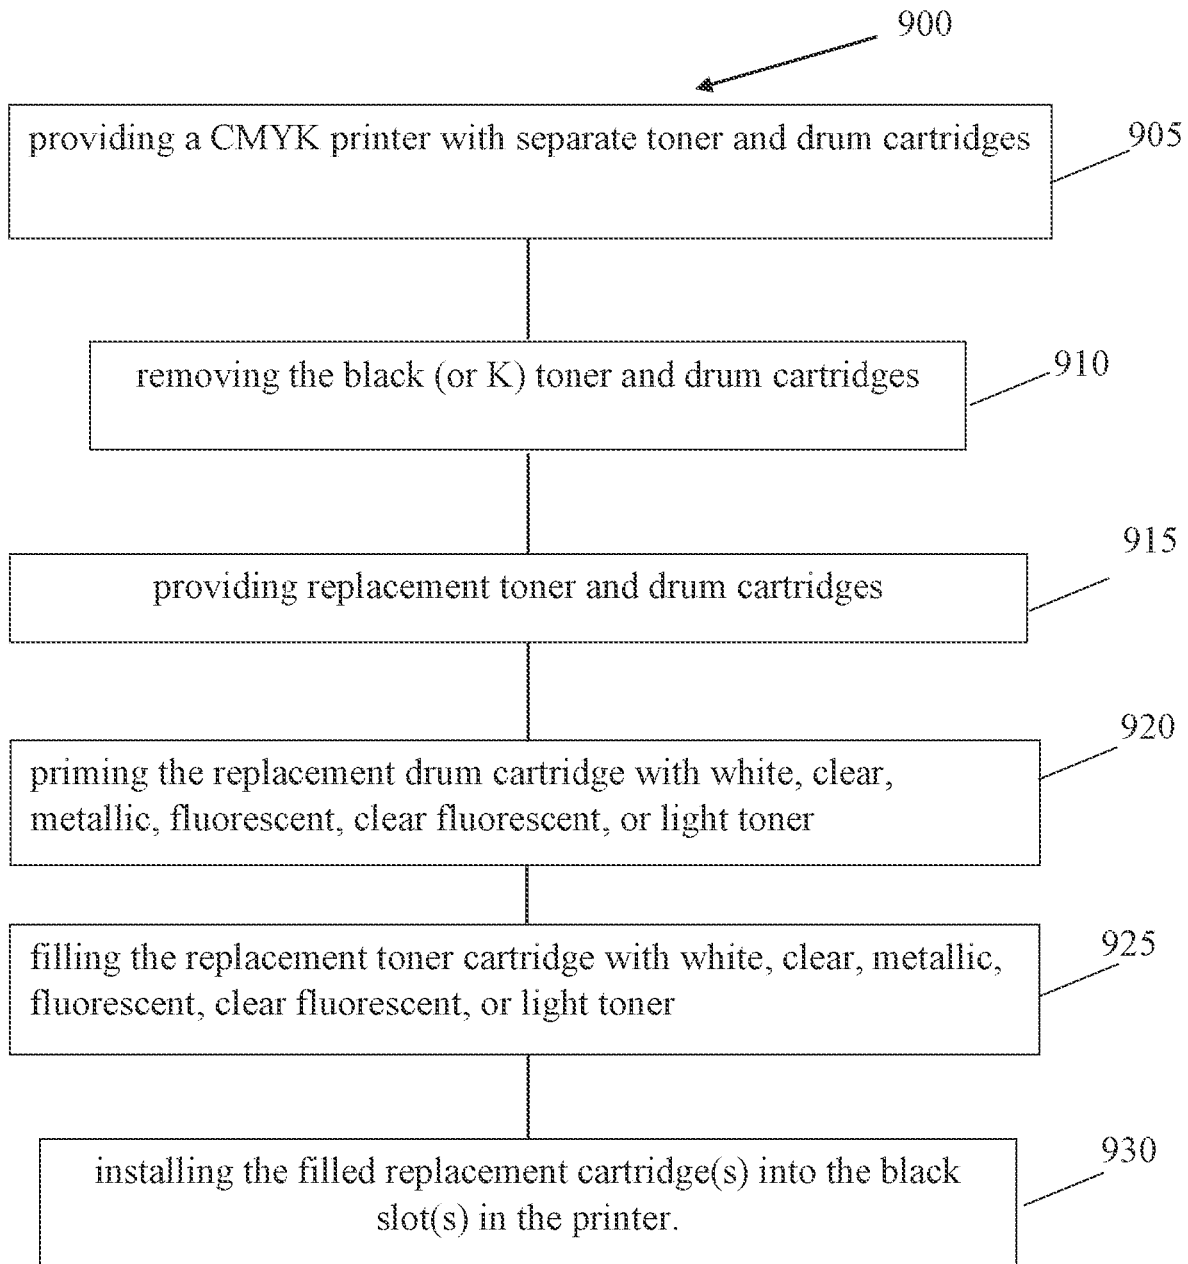 900
providing a CMYK printer with separate toner and drum cartridges
905
removing the black (or K) toner and drum cartridges
910
915
providing replacement toner and drum cartridges
920
priming the replacement drum cartridge with white, clear,
metallic, fluorescent, clear fluorescent, or light toner
925
filling the replacement toner cartridge with white, clear, metallic,
fluorescent, clear fluorescent, or light toner
930
installing the filled replacement cartridge(s) into the black
slot(s) in the printer.